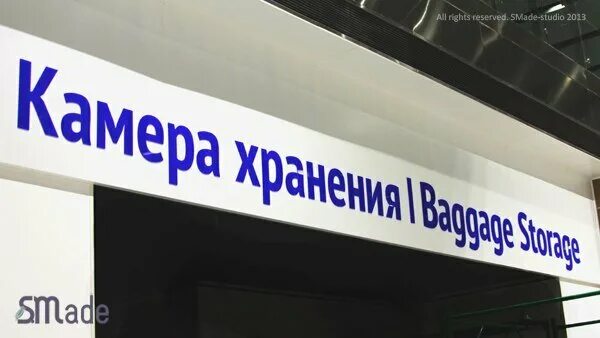 All rights reserved. SMade-studio 2013
Камера хранения | Baggage Storage
SMade